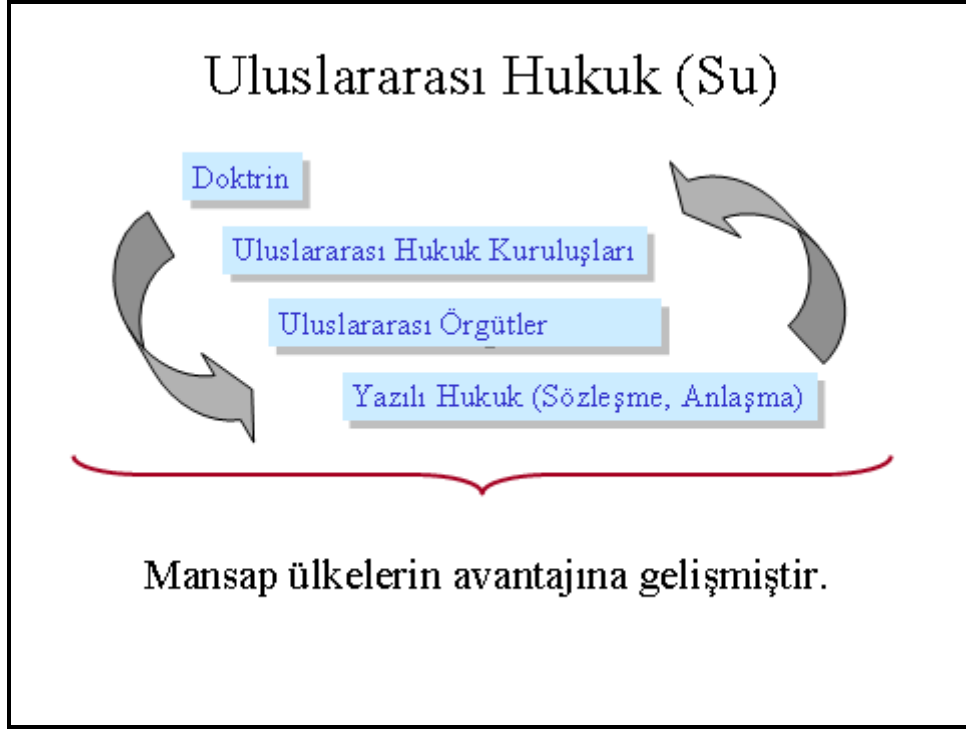 Uluslararası Hukuk (Su)
Doktrin
Uluslararası Hukuk Kuruluşları
Uluslararası Örgütler
Yazılı Hukuk (Sözleşme, Anlaşma)
Mansap ülkelerin avantajına gelişmiştir.